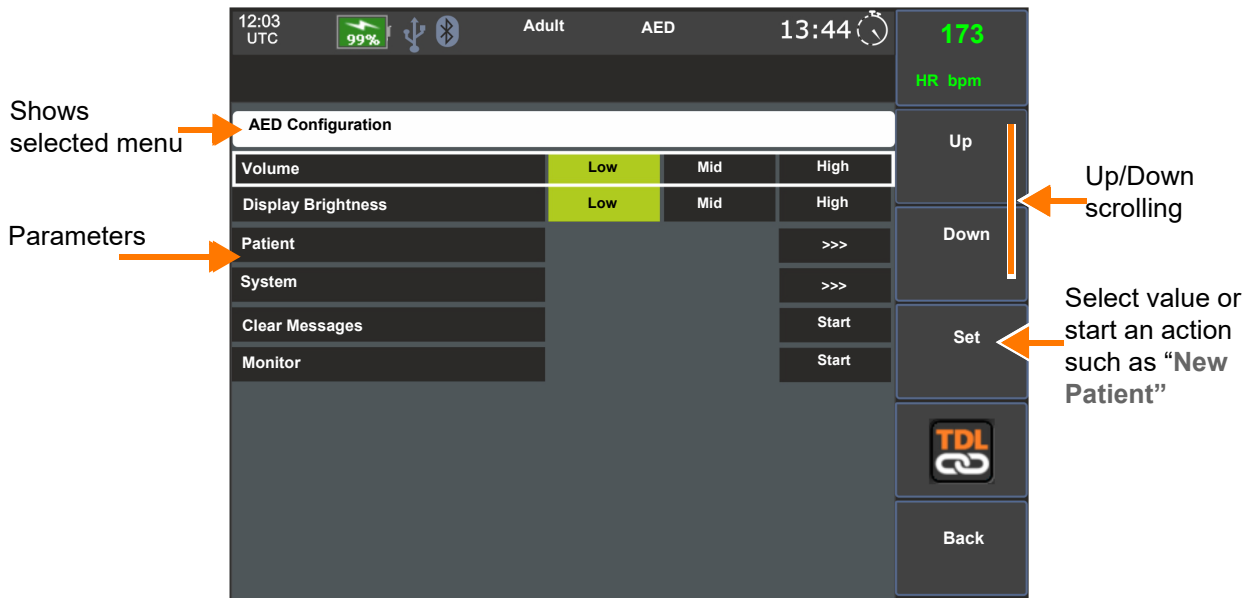 12:03
UTC
99%
Adult
AED
13:44
173
HR bpm
Shows
selected menu
AED Configuration
Up
Volume
Low
Mid
High
Up/Down
scrolling
Display Brightness
Low
Mid
High
Parameters
Patient
>>>
Down
System
>>>
Select value or
start an action
such as “New
Patient”
Clear Messages
Start
Set
Monitor
Start
TDL
Back